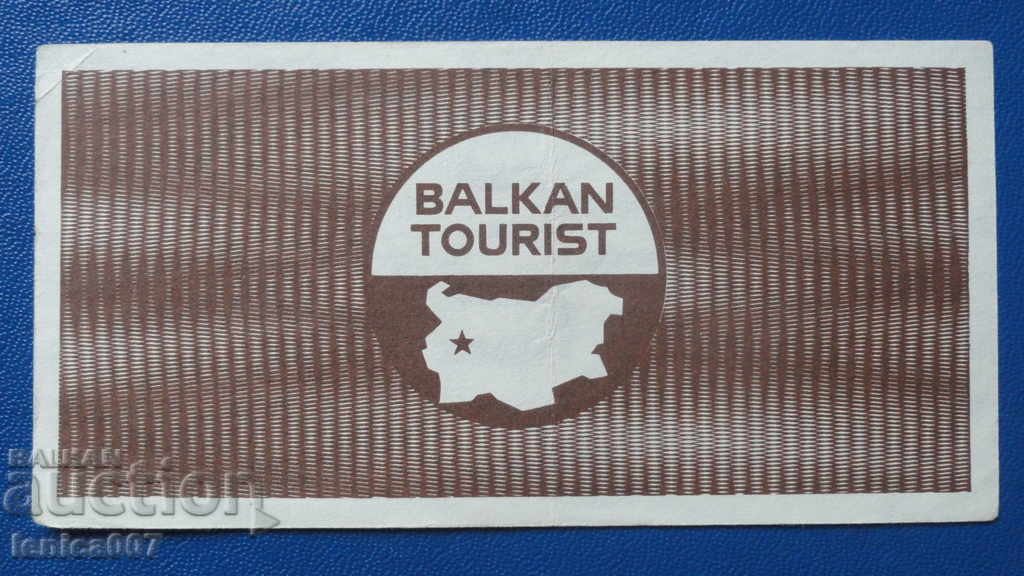 BALKAN
TOURIST
BALKAN
auction
lenica007